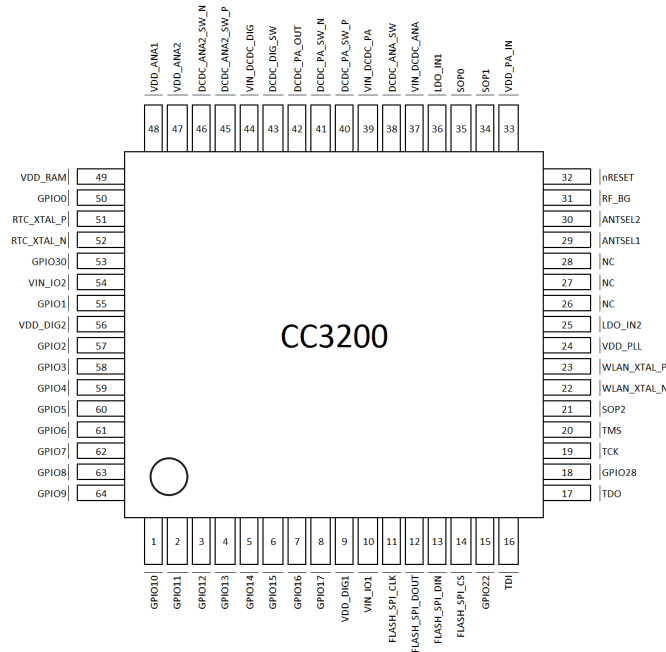 VDD_ANA1
VDD_ANA2
DCDC_ANA2_SW_N
DCDC_ANA2_SW_P
VIN_DCDC_DIG
DCDC_DIG_SW
DCDC_PA_OUT
DCDC_PA_SW_N
DCDC_PA_SW_P
VIN_DCDC_PA
DCDC_ANA_SW
VIN_DCDC_ANA
LDO_IN1
SOP0
SOP1
VDD_PA_IN
48 47 46 45 44 43 42 41 40 39 38 37 36 35 34 33
VDD_RAM 49
GPIO0 50
RTC_XTAL_P 51
RTC_XTAL_N 52
GPIO30 53
VIN_IO2 54
GPIO1 55
VDD_DIG2 56
GPIO2 57
GPIO3 58
GPIO4 59
GPIO5 60
GPIO6 61
GPIO7 62
GPIO8 63
GPIO9 64
CC3200
32 nRESET
31 RF_BG
30 ANTSEL2
29 ANTSEL1
28 NC
27 NC
26 NC
25 LDO_IN2
24 VDD_PLL
23 WLAN_XTAL_P
22 WLAN_XTAL_N
21 SOP2
20 TMS
19 TCK
18 GPIO28
17 TDO
1 2 3 4 5 6 7 8 9 10 11 12 13 14 15 16
GPIO10
GPIO11
GPIO12
GPIO13
GPIO14
GPIO15
GPIO16
GPIO17
VDD_DIG1
VIN_IO1
FLASH_SPI_CLK
FLASH_SPI_DOUT
FLASH_SPI_DIN
FLASH_SPI_CS
GPIO22
TDI